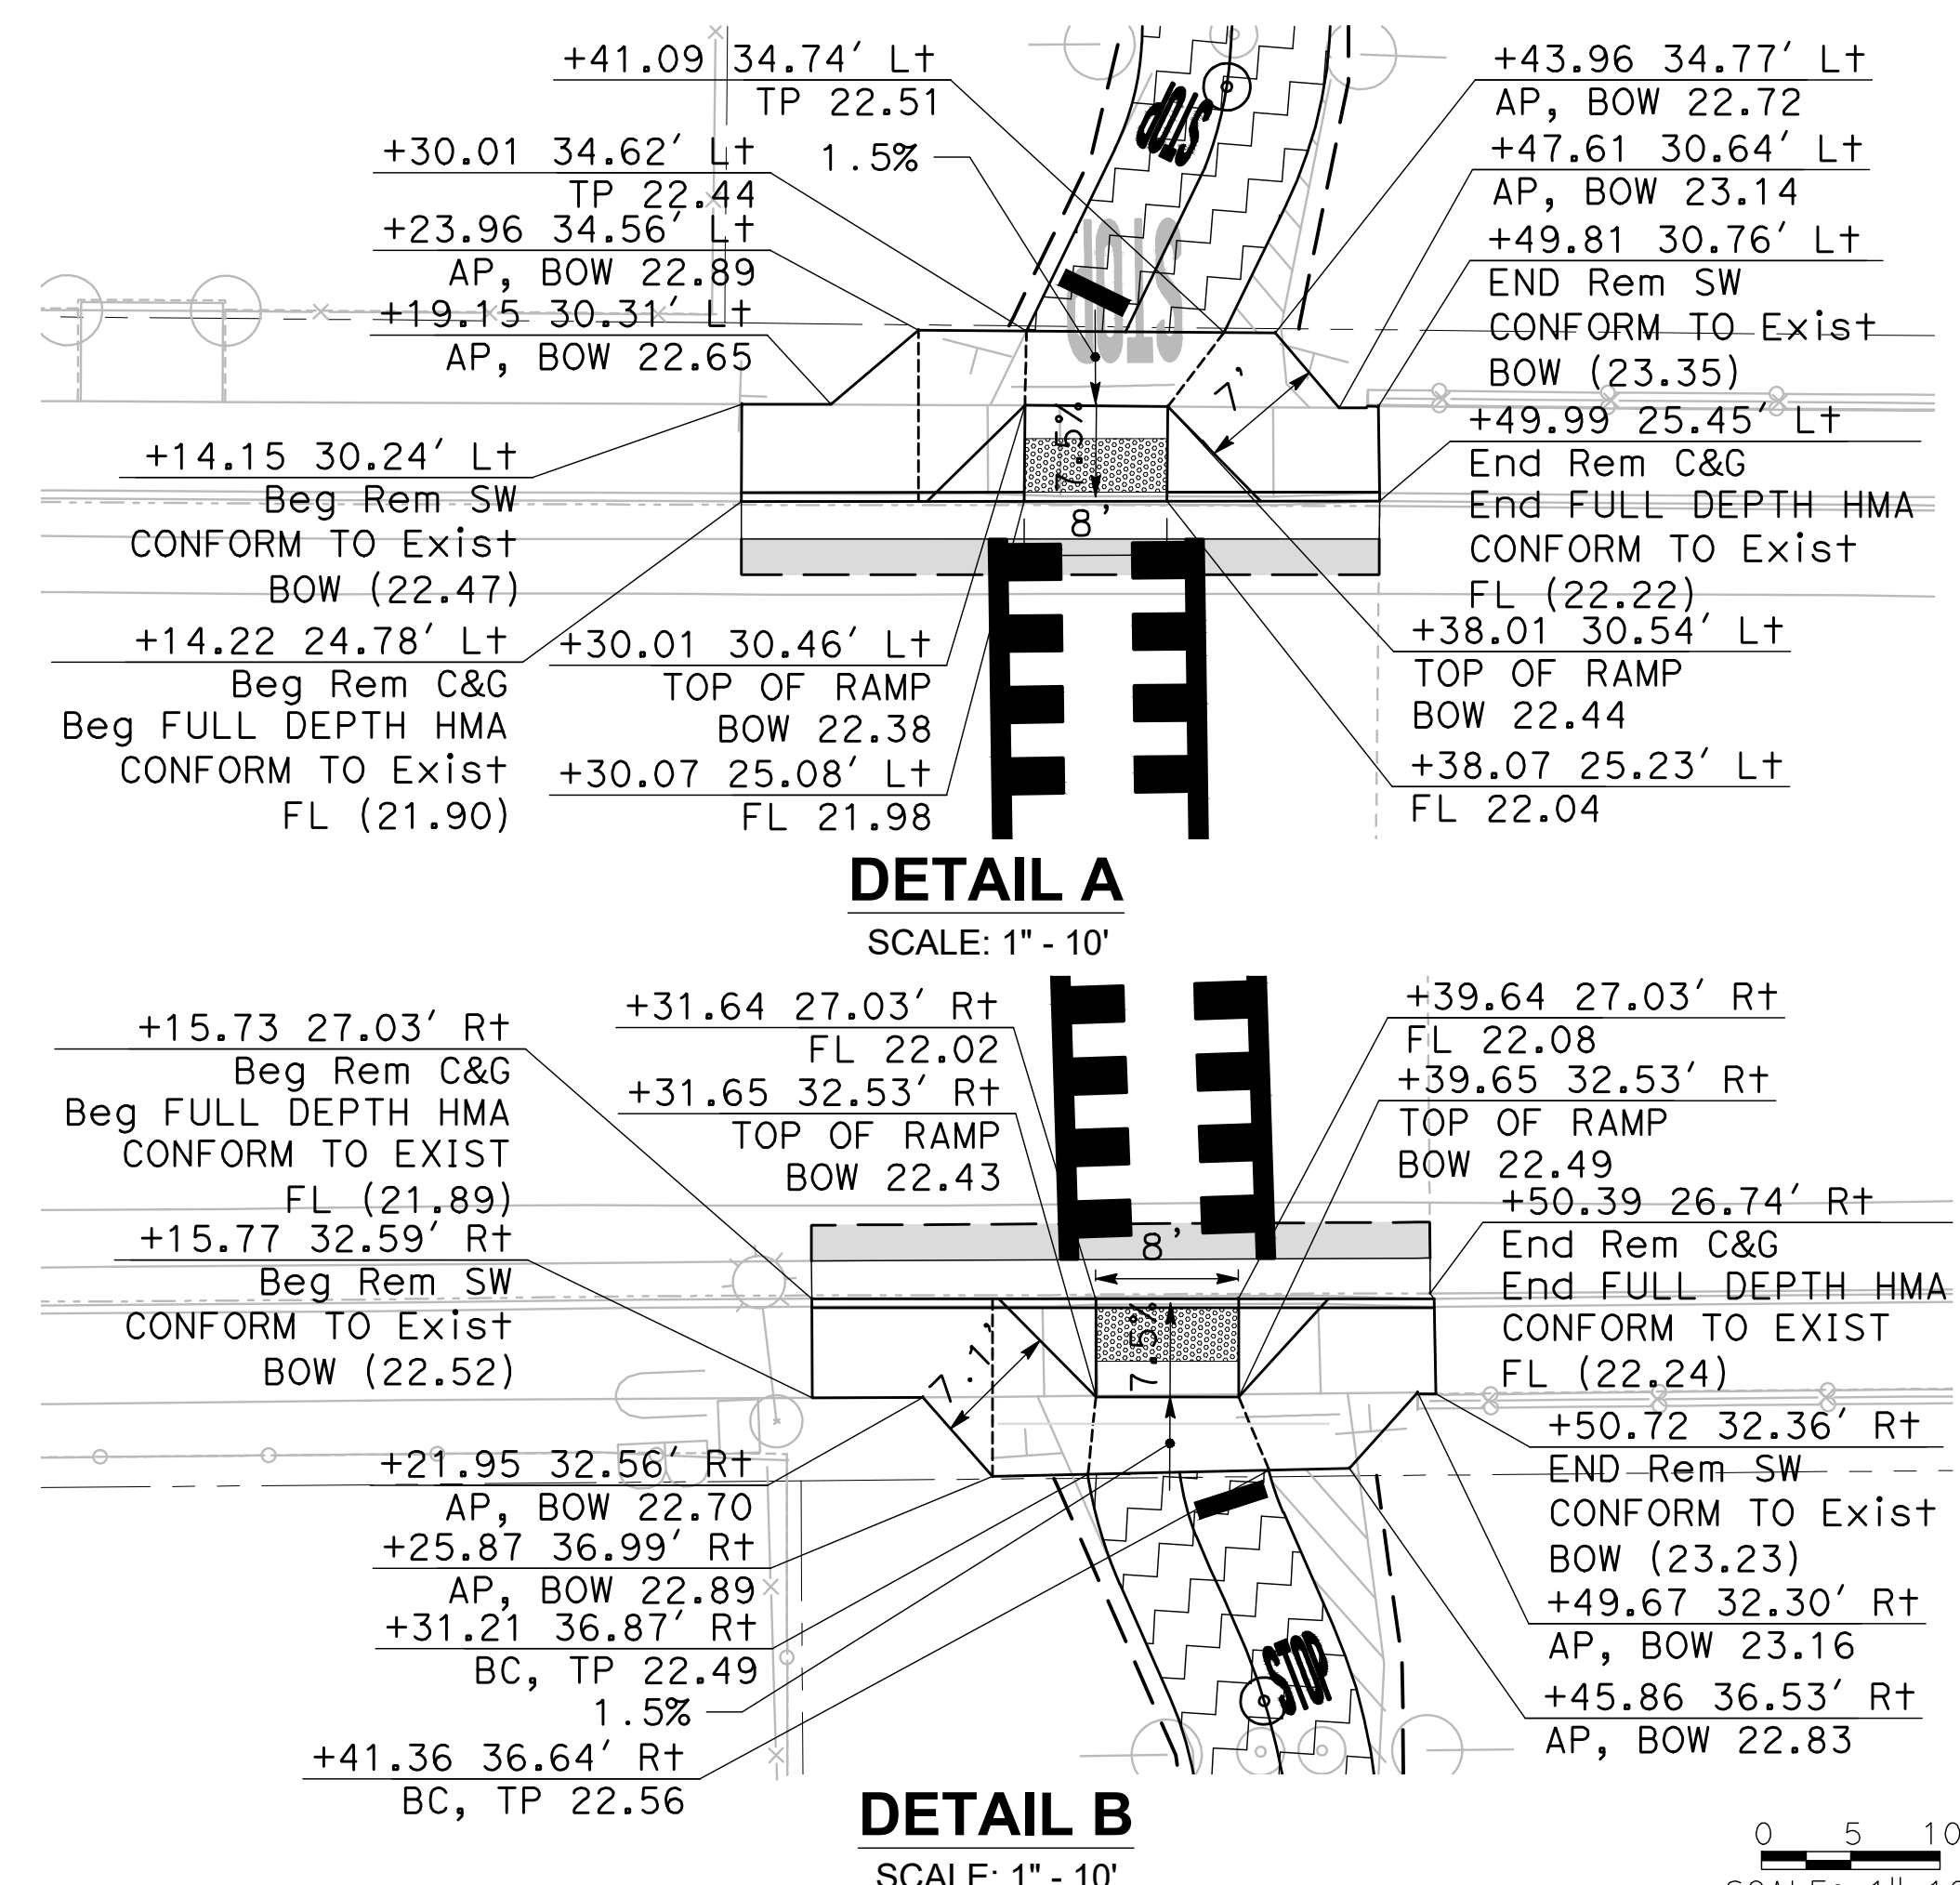 +41.09 34.74′ Lt
TP 22.51
1.5%
+30.01 34.62′ Lt
TP 22.44
+23.96 34.56′ Lt
AP, BOW 22.89
+19.15 30.31′ Lt
AP, BOW 22.65
+43.96 34.77′ Lt
AP, BOW 22.72
+47.61 30.64′ Lt
AP, BOW 23.14
+49.81 30.76′ Lt
END Rem SW
CONFORM TO Exist
BOW (23.35)
STOP
STOP
7’
7.5%
8’
+14.15 30.24′ Lt
Beg Rem SW
CONFORM TO Exist
BOW (22.47)
+14.22 24.78′ Lt
Beg Rem C&G
Beg FULL DEPTH HMA
CONFORM TO Exist
FL (21.90)
+30.01 30.46′ Lt
TOP OF RAMP
BOW 22.38
+30.07 25.08′ Lt
FL 21.98
+49.99 25.45′ Lt
End Rem C&G
End FULL DEPTH HMA
CONFORM TO Exist
FL (22.22)
+38.01 30.54′ Lt
TOP OF RAMP
BOW 22.44
+38.07 25.23′ Lt
FL 22.04
DETAIL A
SCALE: 1" - 10'
+15.73 27.03′ Rt
Beg Rem C&G
Beg FULL DEPTH HMA
CONFORM TO EXIST
FL (21.89)
+15.77 32.59′ Rt
Beg Rem SW
CONFORM TO Exist
BOW (22.52)
+31.64 27.03′ Rt
FL 22.02
+31.65 32.53′ Rt
TOP OF RAMP
BOW 22.43
+39.64 27.03′ Rt
FL 22.08
+39.65 32.53′ Rt
TOP OF RAMP
BOW 22.49
+50.39 26.74′ Rt
End Rem C&G
End FULL DEPTH HMA
CONFORM TO EXIST
FL (22.24)
8’
7.5%
7.1’
+21.95 32.56′ Rt
AP, BOW 22.70
+25.87 36.99′ Rt
AP, BOW 22.89
+31.21 36.87′ Rt
BC, TP 22.49
1.5%
+41.36 36.64′ Rt
BC, TP 22.56
STOP
+50.72 32.36′ Rt
END Rem SW
CONFORM TO Exist
BOW (23.23)
+49.67 32.30′ Rt
AP, BOW 23.16
+45.86 36.53′ Rt
AP, BOW 22.83
DETAIL B
SCALE: 1" - 10'
0 5 10